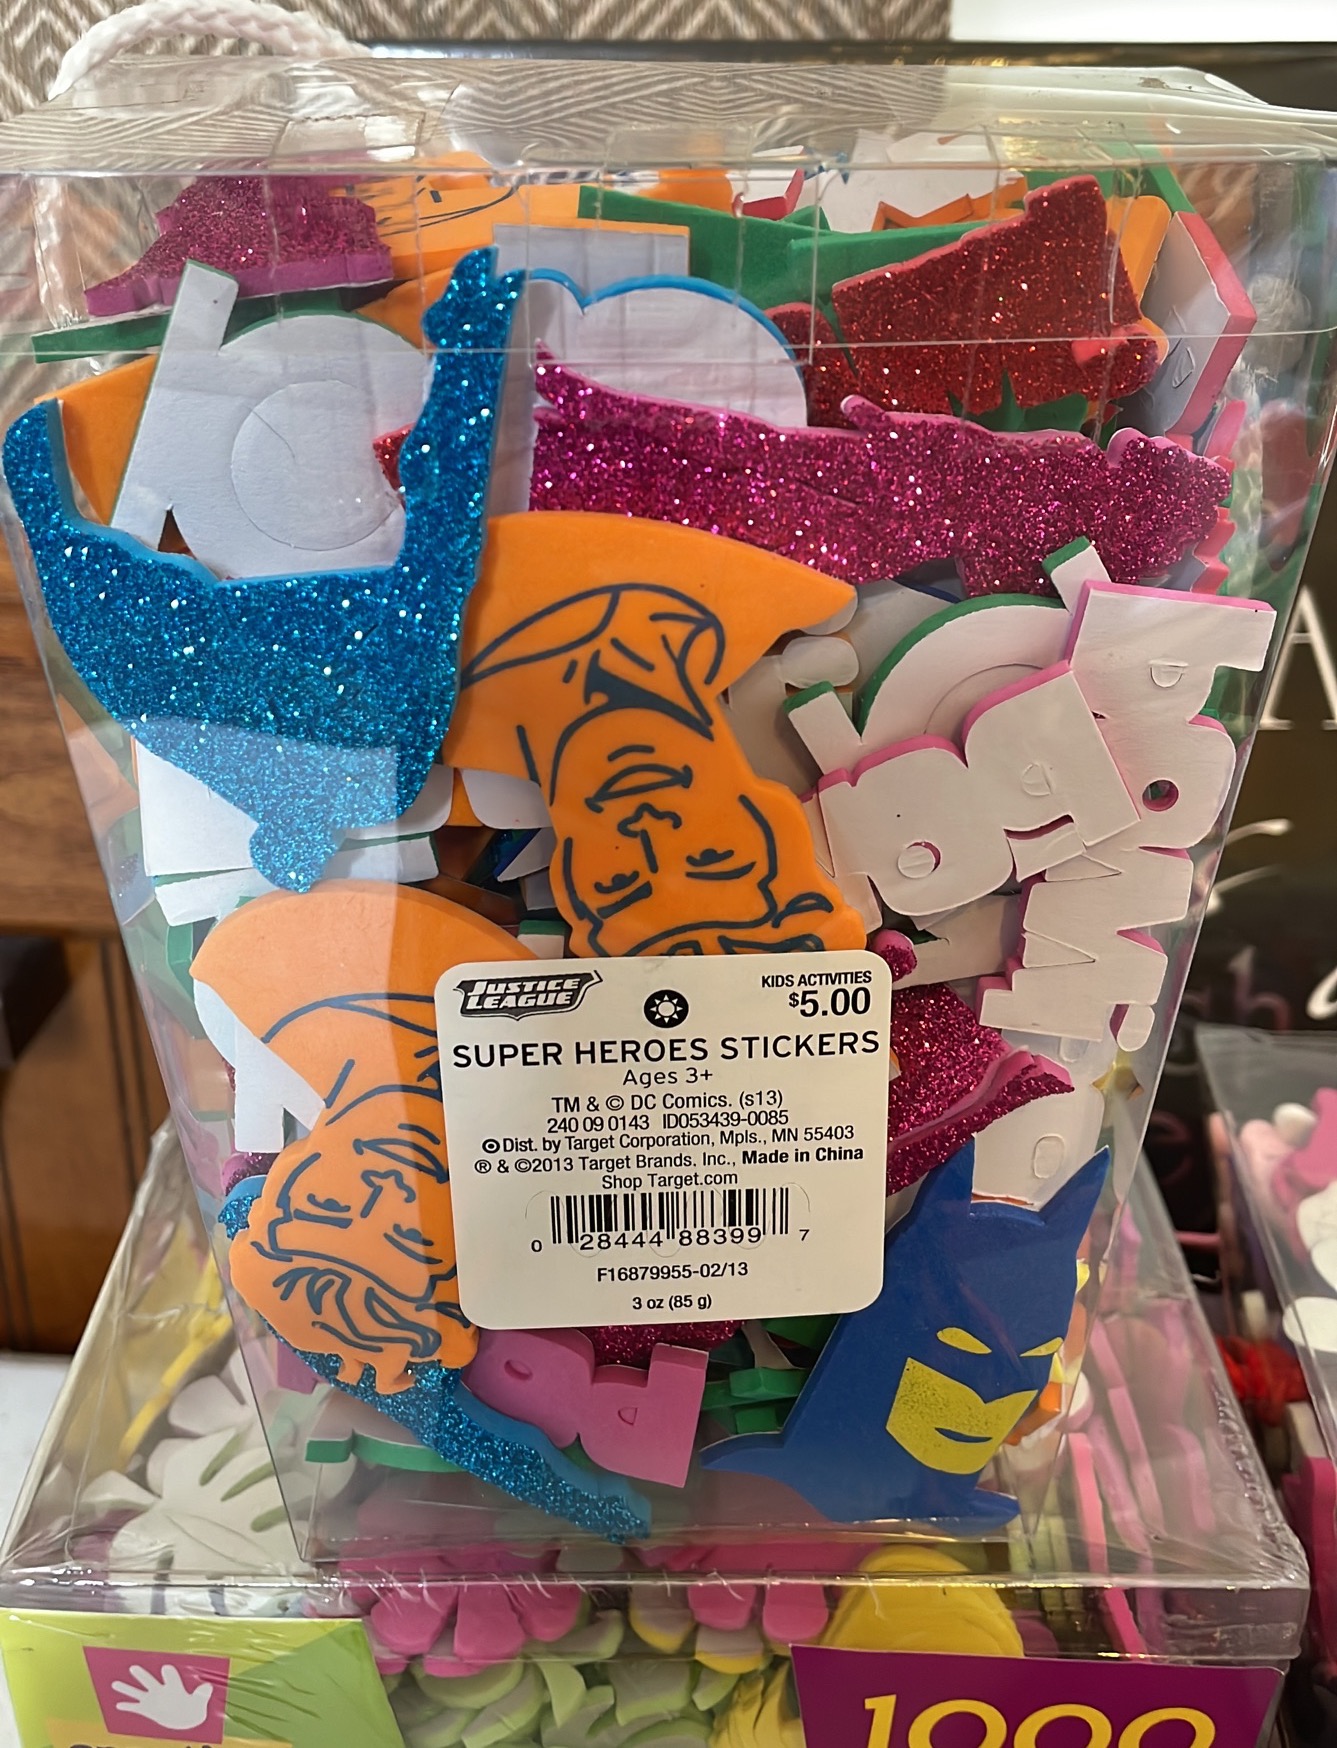 JUSTICE
LEAGUE
KIDS ACTIVITIES
$5.00
SUPER HEROES STICKERS
Ages 3+
TM & © DC Comics. (s13)
240 09 0143 ID053439-0085
Dist. by Target Corporation, Mpls., MN 55403
® & ©2013 Target Brands, Inc., Made in China
Shop Target.com
0 28444 88399 7
F16879955-02/13
3 oz (85 g)
1000